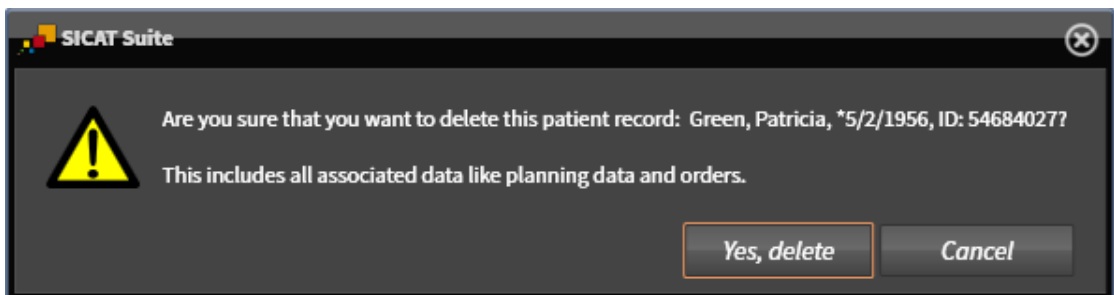 SICAT Suite
Are you sure that you want to delete this patient record:  Green, Patricia, *5/2/1956, ID: 54684027?
This includes all associated data like planning data and orders.
Yes, delete
Cancel